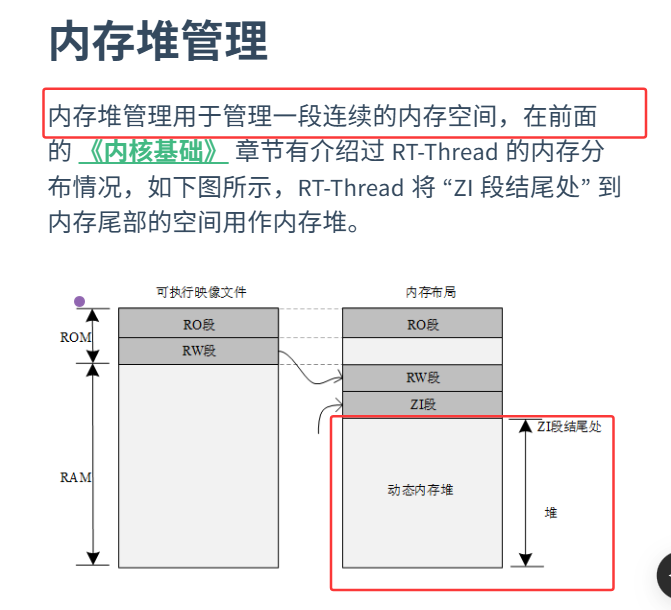 内存堆管理
内存堆管理用于管理一段连续的内存空间，在前面
的 《内核基础》 章节有介绍过 RT-Thread 的内存分
布情况，如下图所示，RT-Thread 将 “ZI 段结尾处” 到
内存尾部的空间用作内存堆。
可执行映像文件
内存布局
ROM
RO段
RO段
RW段
RW段
ZI段
ZI段结尾处
RAM
动态内存堆
堆